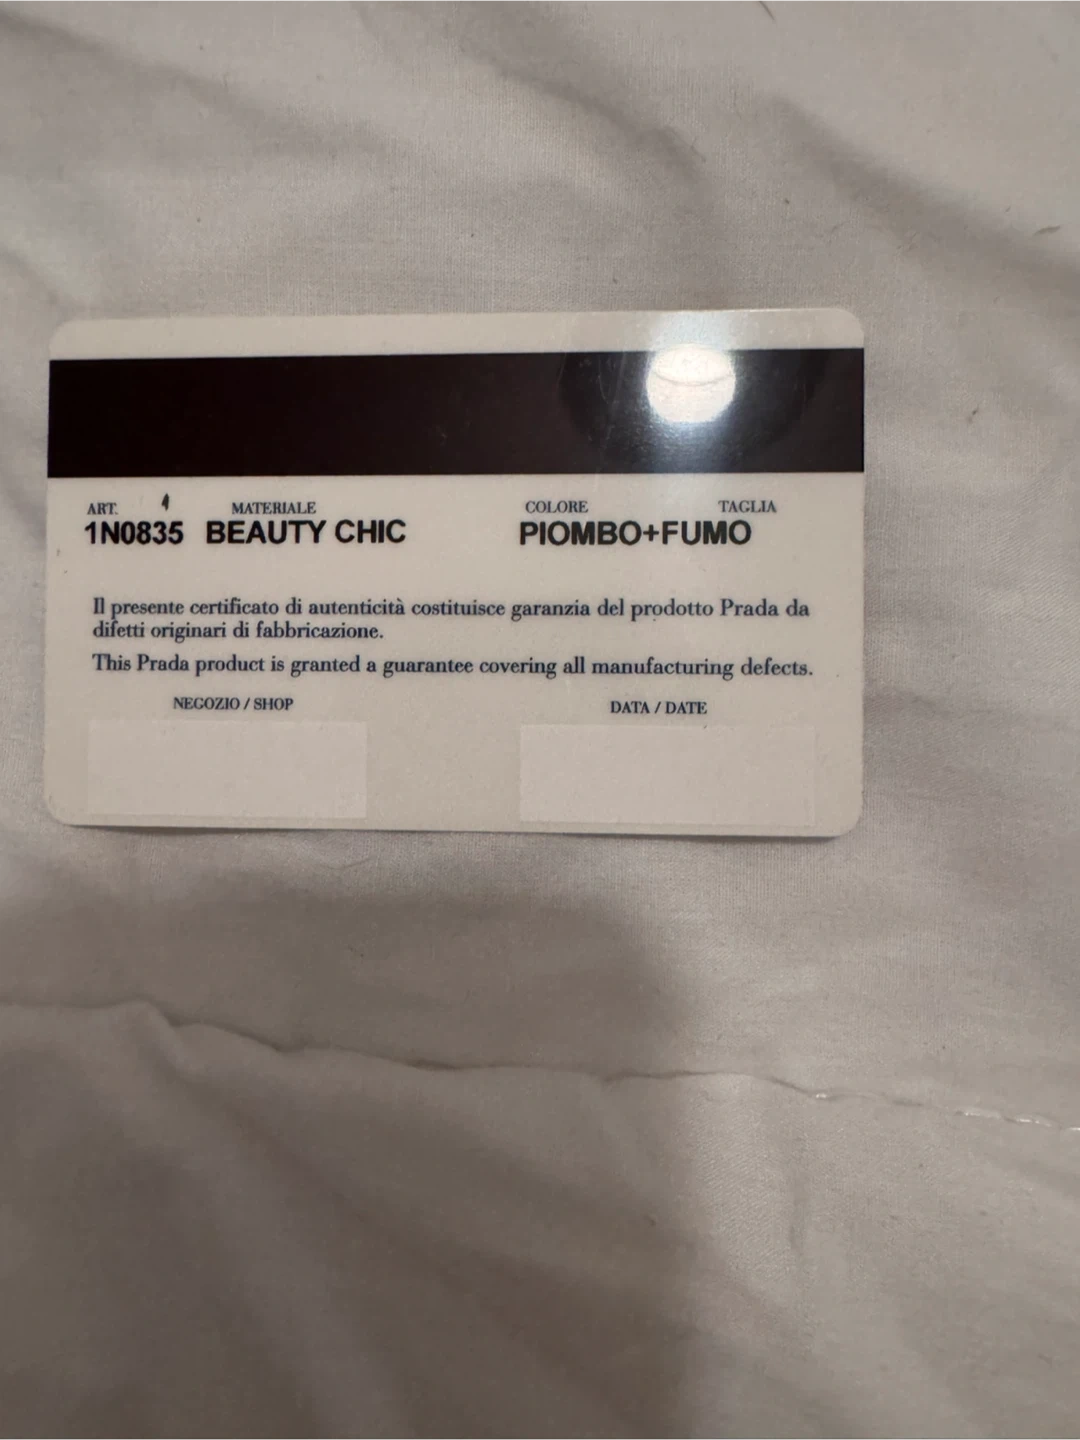 ART. MATERIALE COLORE TAGLIA
1N0835 BEAUTY CHIC PIOMBO+FUMO
Il presente certificato di autenticità costituisce garanzia del prodotto Prada da
difetti originari di fabbricazione.
This Prada product is granted a guarantee covering all manufacturing defects.
NEGOZIO / SHOP DATA / DATE